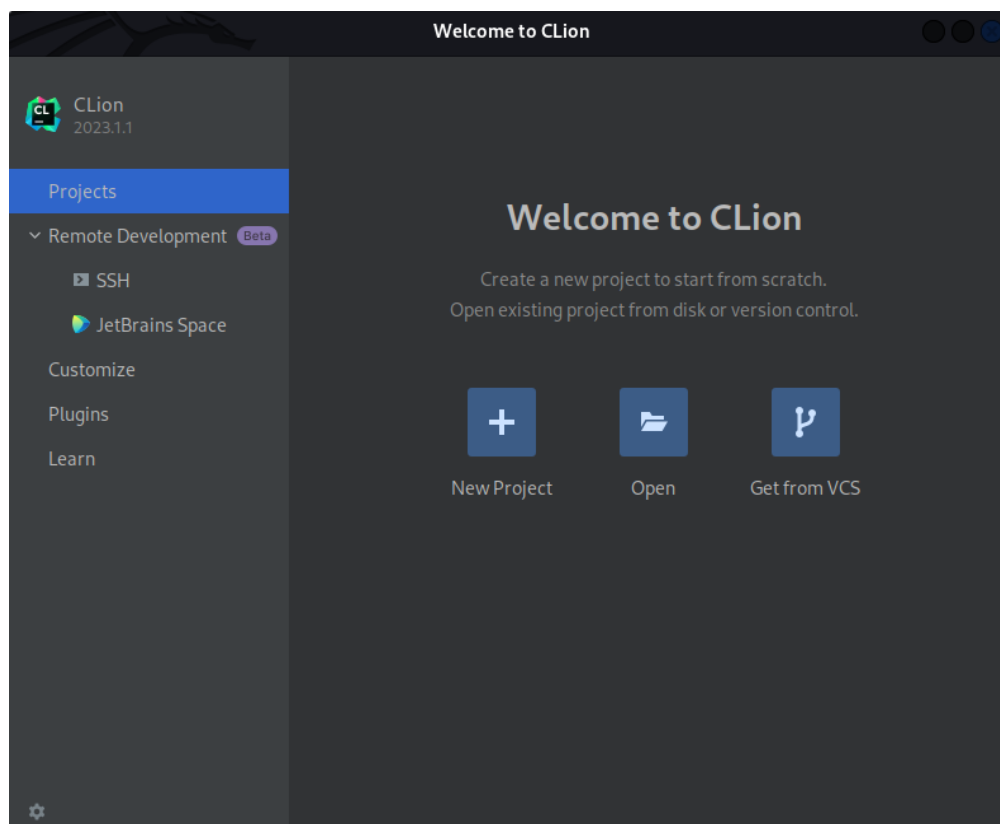 Welcome to CLion
CL
CLion
2023.1.1
Projects
Remote Development Beta
SSH
JetBrains Space
Customize
Plugins
Learn
Welcome to CLion
Create a new project to start from scratch.
Open existing project from disk or version control.
New Project
Open
Get from VCS